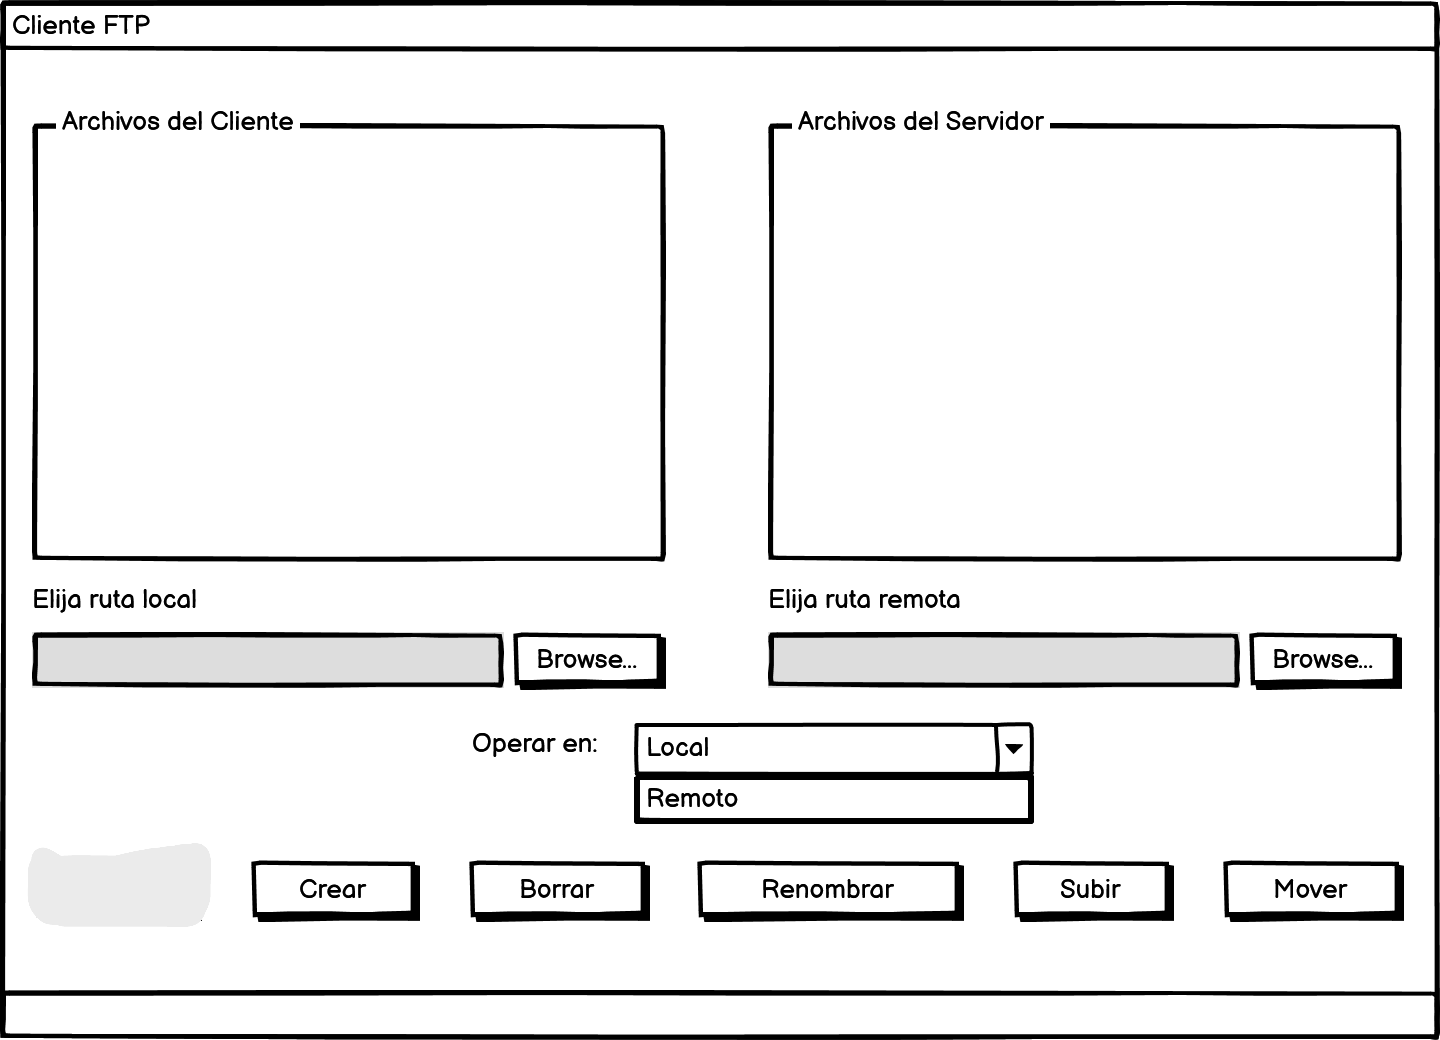 Cliente FTP
Archivos del Cliente
Archivos del Servidor
Elija ruta local
Elija ruta remota
Browse...
Browse...
Operar en:
Local
Remoto
Crear
Borrar
Renombrar
Subir
Mover